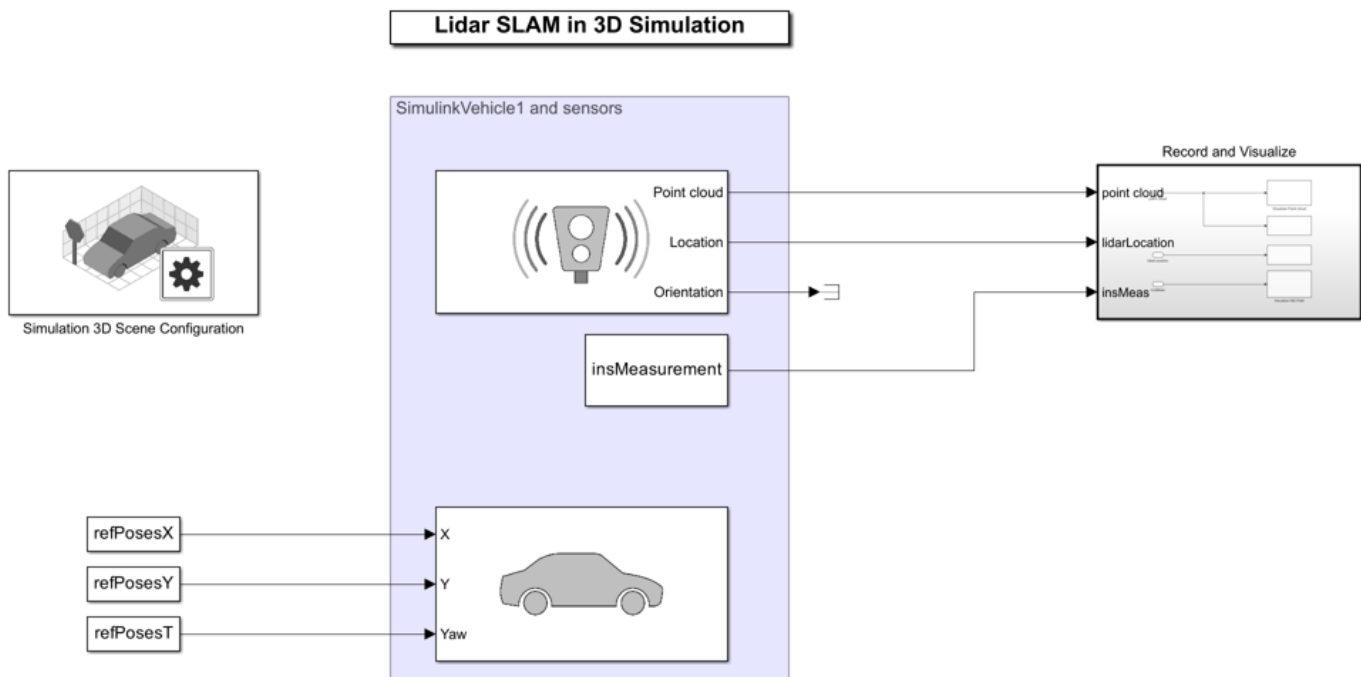 Lidar SLAM in 3D Simulation
SimulinkVehicle1 and sensors
Point cloud
Location
Orientation
Simulation 3D Scene Configuration
insMeasurement
Record and Visualize
point cloud
lidarLocation
insMeas
refPosesX
refPosesY
refPosesT
X
Y
Yaw